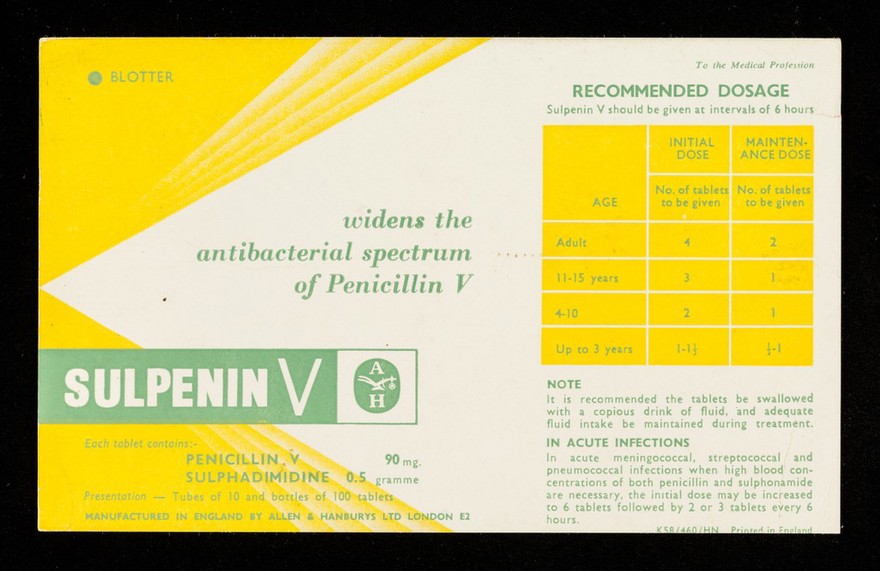 BLOTTER
widens the
antibacterial spectrum
of Penicillin V
SULPENIN V
A
H
Each tablet contains:-
PENICILLIN V 90 mg.
SULPHADIMIDINE 0.5 gramme
Presentation — Tubes of 10 and bottles of 100 tablets
MANUFACTURED IN ENGLAND BY ALLEN & HANBURYS LTD LONDON E2
To the Medical Profession
RECOMMENDED DOSAGE
Sulpenin V should be given at intervals of 6 hours
AGE
INITIAL
DOSE
MAINTEN-
ANCE DOSE
No. of tablets
to be given
No. of tablets
to be given
Adult 4 2
11-15 years 3 1
4-10 2 1
Up to 3 years 1-1½ ½-1
NOTE
It is recommended the tablets be swallowed
with a copious drink of fluid, and adequate
fluid intake be maintained during treatment.
IN ACUTE INFECTIONS
In acute meningococcal, streptococcal and
pneumococcal infections when high blood con-
centrations of both penicillin and sulphonamide
are necessary, the initial dose may be increased
to 6 tablets followed by 2 or 3 tablets every 6
hours.
K58/460/HN Printed in England